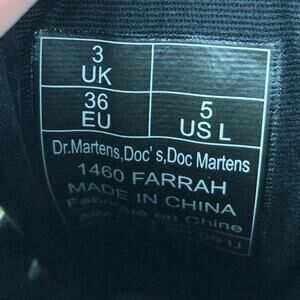 3
UK
36
EU
5
US L
Dr.Martens,Doc's,Doc Martens
1460 FARRAH
MADE IN CHINA
Fabriqué en Chine